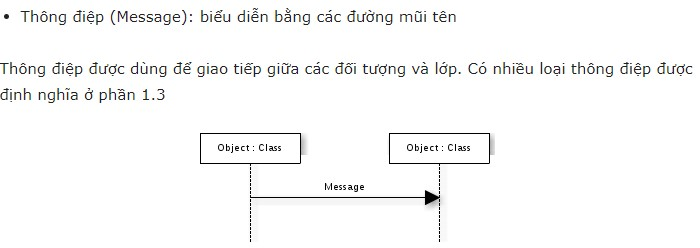 • Thông điệp (Message): biểu diễn bằng các đường mũi tên
Thông điệp được dùng để giao tiếp giữa các đối tượng và lớp. Có nhiều loại thông điệp được
định nghĩa ở phần 1.3
Object : Class
Object : Class
Message